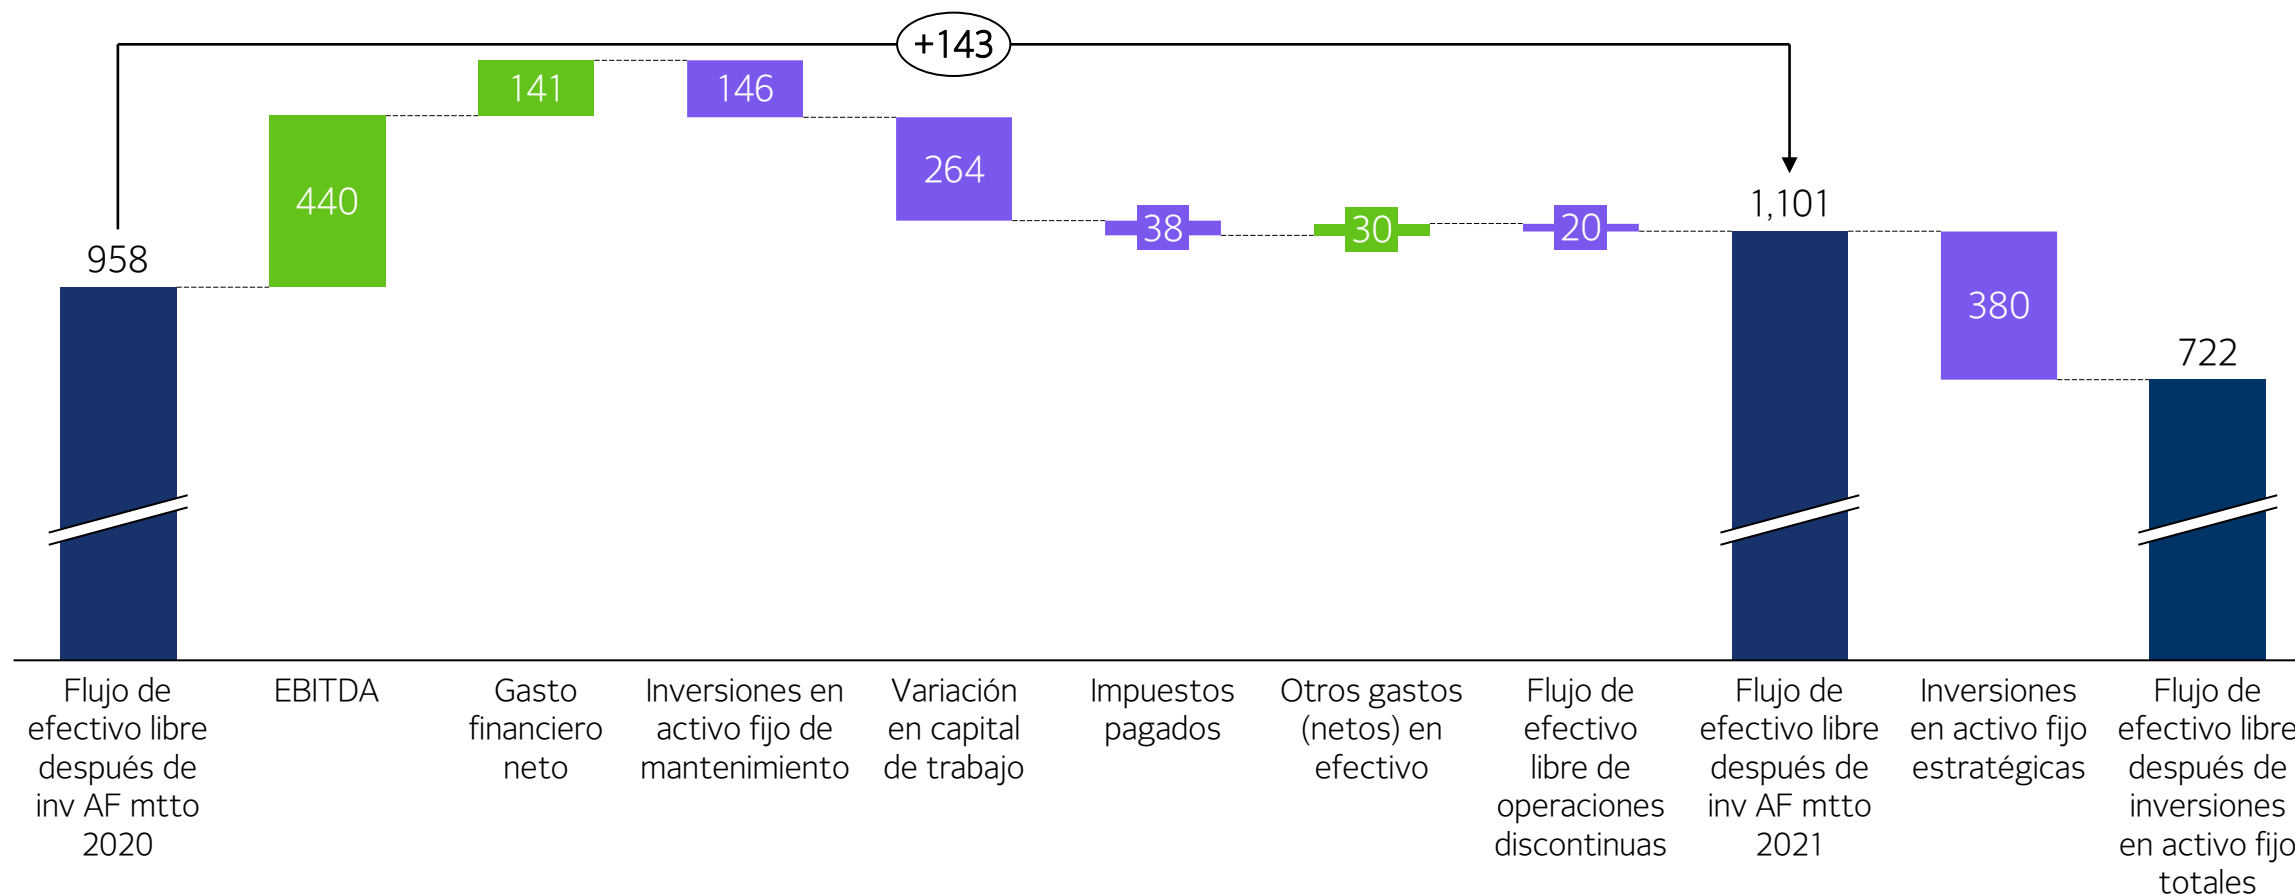 +143
141
146
264
440
38
30
20
1,101
958
380
722
Flujo de
efectivo libre
después de
inv AF mtto
2020
EBITDA
Gasto
financiero
neto
Inversiones en
activo fijo de
mantenimiento
Variación
en capital
de trabajo
Impuestos
pagados
Otros gastos
(netos) en
efectivo
Flujo de
efectivo
libre de
operaciones
discontinuas
Flujo de
efectivo libre
después de
inv AF mtto
2021
Inversiones
en activo fijo
estratégicas
Flujo de
efectivo libre
después de
inversiones
en activo fijo
totales